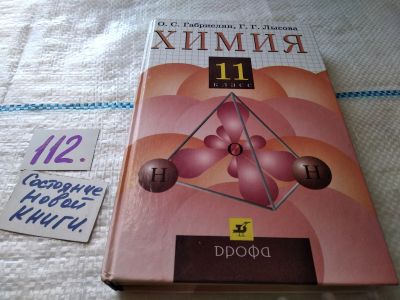 О. С. Габриелян, Г. Г. Лысова
ХИМИЯ
11
класс
О
Н
Н
дрофа
112.
Состояние
новой
книги.